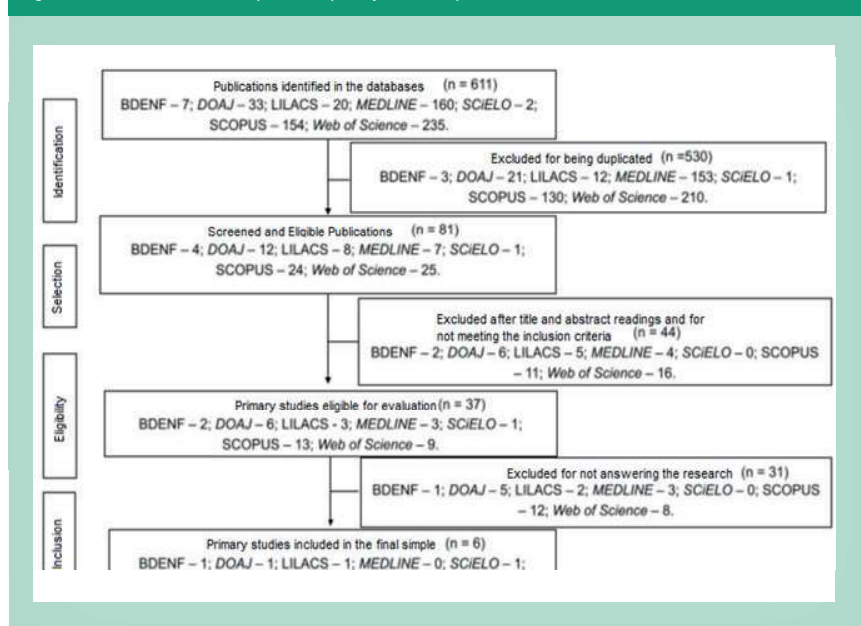 Publications identified in the databases (n = 611)
BDENF – 7; DOAJ – 33; LILACS – 20; MEDLINE – 160; SCiELO – 2;
SCOPUS – 154; Web of Science – 235.
Identification
Excluded for being duplicated (n =530)
BDENF – 3; DOAJ – 21; LILACS – 12; MEDLINE – 153; SCiELO – 1;
SCOPUS – 130; Web of Science – 210.
Screened and Eligible Publications (n = 81)
BDENF – 4; DOAJ – 12; LILACS – 8; MEDLINE – 7; SCiELO – 1;
SCOPUS – 24; Web of Science – 25.
Selection
Excluded after title and abstract readings and for
not meeting the inclusion criteria (n = 44)
BDENF – 2; DOAJ – 6; LILACS – 5; MEDLINE – 4; SCiELO – 0; SCOPUS
– 11; Web of Science – 16.
Eligibility
Primary studies eligible for evaluation(n = 37)
BDENF – 2; DOAJ – 6; LILACS - 3; MEDLINE – 3; SCiELO – 1;
SCOPUS – 13; Web of Science – 9.
Excluded for not answering the research (n = 31)
BDENF – 1; DOAJ – 5; LILACS – 2; MEDLINE – 3; SCiELO – 0; SCOPUS
– 12; Web of Science – 8.
Inclusion
Primary studies included in the final simple (n = 6)
BDENF – 1; DOAJ – 1; LILACS – 1; MEDLINE – 0; SCiELO – 1;